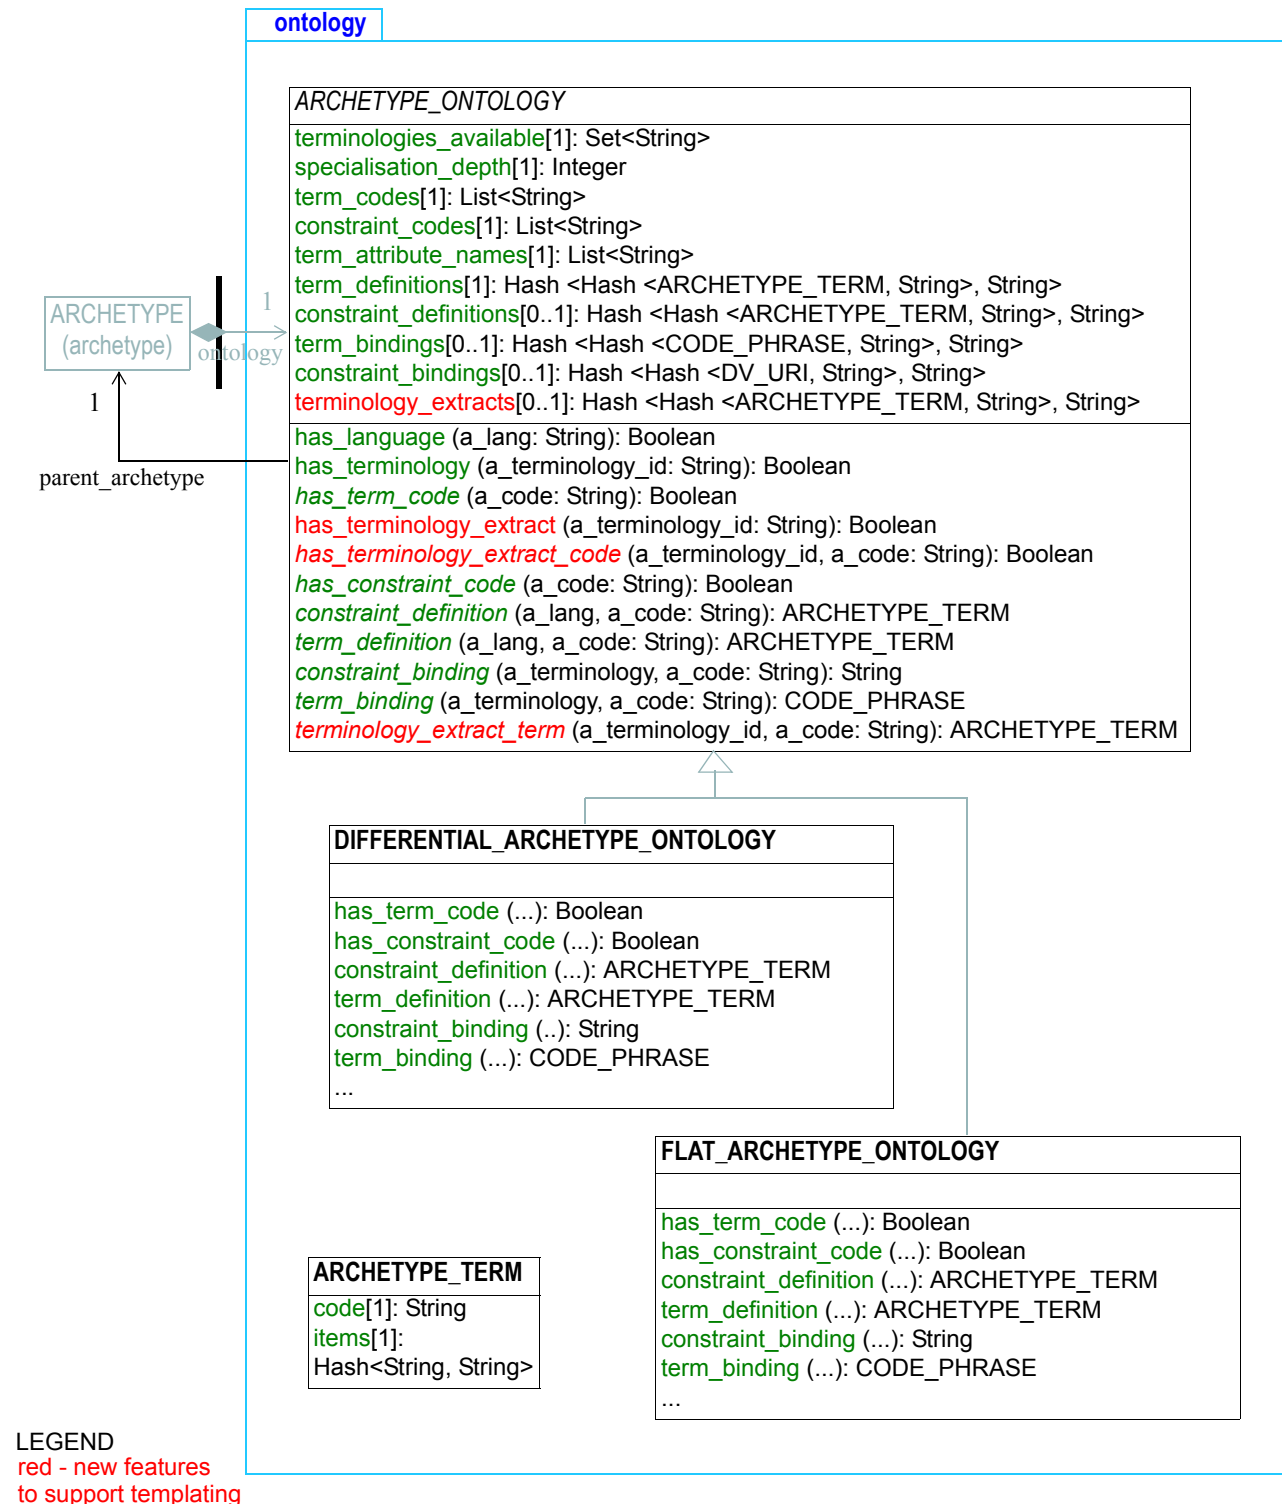 ontology
ARCHETYPE_ONTOLOGY
terminologies_available[1]: Set<String>
specialisation_depth[1]: Integer
term_codes[1]: List<String>
constraint_codes[1]: List<String>
term_attribute_names[1]: List<String>
term_definitions[1]: Hash <Hash <ARCHETYPE_TERM, String>, String>
constraint_definitions[0..1]: Hash <Hash <ARCHETYPE_TERM, String>, String>
term_bindings[0..1]: Hash <Hash <CODE_PHRASE, String>, String>
constraint_bindings[0..1]: Hash <Hash <DV_URI, String>, String>
terminology_extracts[0..1]: Hash <Hash <ARCHETYPE_TERM, String>, String>
has_language (a_lang: String): Boolean
has_terminology (a_terminology_id: String): Boolean
has_term_code (a_code: String): Boolean
has_terminology_extract (a_terminology_id: String): Boolean
has_terminology_extract_code (a_terminology_id, a_code: String): Boolean
has_constraint_code (a_code: String): Boolean
constraint_definition (a_lang, a_code: String): ARCHETYPE_TERM
term_definition (a_lang, a_code: String): ARCHETYPE_TERM
constraint_binding (a_terminology, a_code: String): String
term_binding (a_terminology, a_code: String): CODE_PHRASE
terminology_extract_term (a_terminology_id, a_code: String): ARCHETYPE_TERM
ARCHETYPE
(archetype)
1
ontology
1
parent_archetype
DIFFERENTIAL_ARCHETYPE_ONTOLOGY
has_term_code (...): Boolean
has_constraint_code (...): Boolean
constraint_definition (...): ARCHETYPE_TERM
term_definition (...): ARCHETYPE_TERM
constraint_binding (..): String
term_binding (...): CODE_PHRASE
...
FLAT_ARCHETYPE_ONTOLOGY
has_term_code (...): Boolean
has_constraint_code (...): Boolean
constraint_definition (...): ARCHETYPE_TERM
term_definition (...): ARCHETYPE_TERM
constraint_binding (...): String
term_binding (...): CODE_PHRASE
...
ARCHETYPE_TERM
code[1]: String
items[1]:
Hash<String, String>
LEGEND
red - new features
to support templating